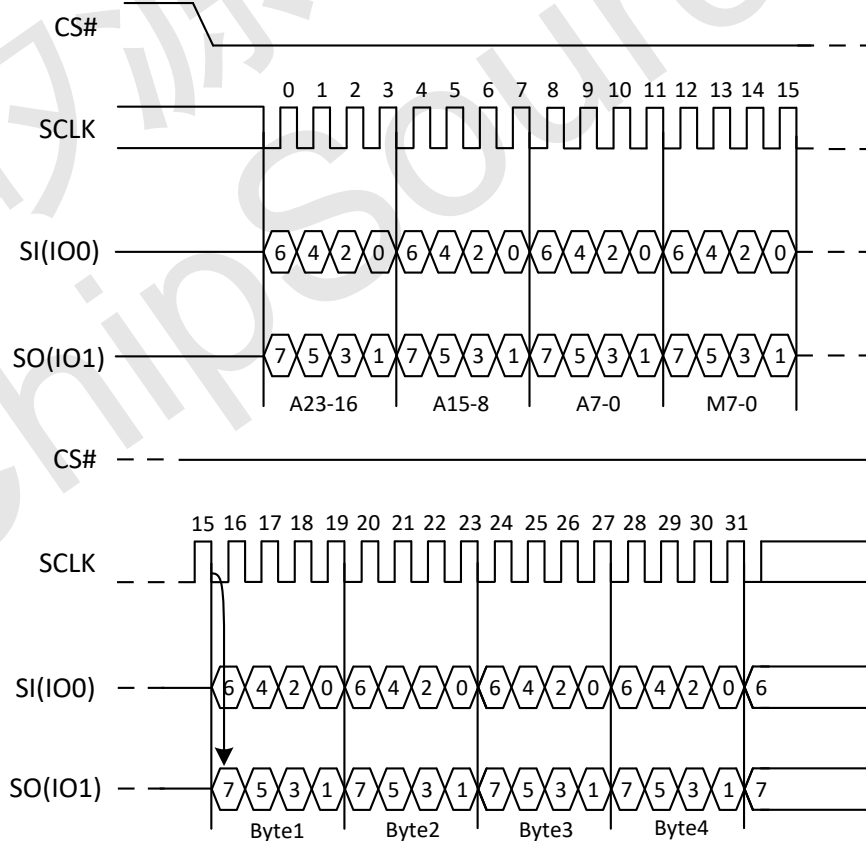 CS#
0 1 2 3 4 5 6 7 8 9 10 11 12 13 14 15
SCLK
SI(IO0) 6 4 2 0 6 4 2 0 6 4 2 0 6 4 2 0
SO(IO1) 7 5 3 1 7 5 3 1 7 5 3 1 7 5 3 1
A23-16 A15-8 A7-0 M7-0
CS#
15 16 17 18 19 20 21 22 23 24 25 26 27 28 29 30 31
SCLK
SI(IO0) 6 4 2 0 6 4 2 0 6 4 2 0 6 4 2 0 6
SO(IO1) 7 5 3 1 7 5 3 1 7 5 3 1 7 5 3 1 7
Byte1 Byte2 Byte3 Byte4